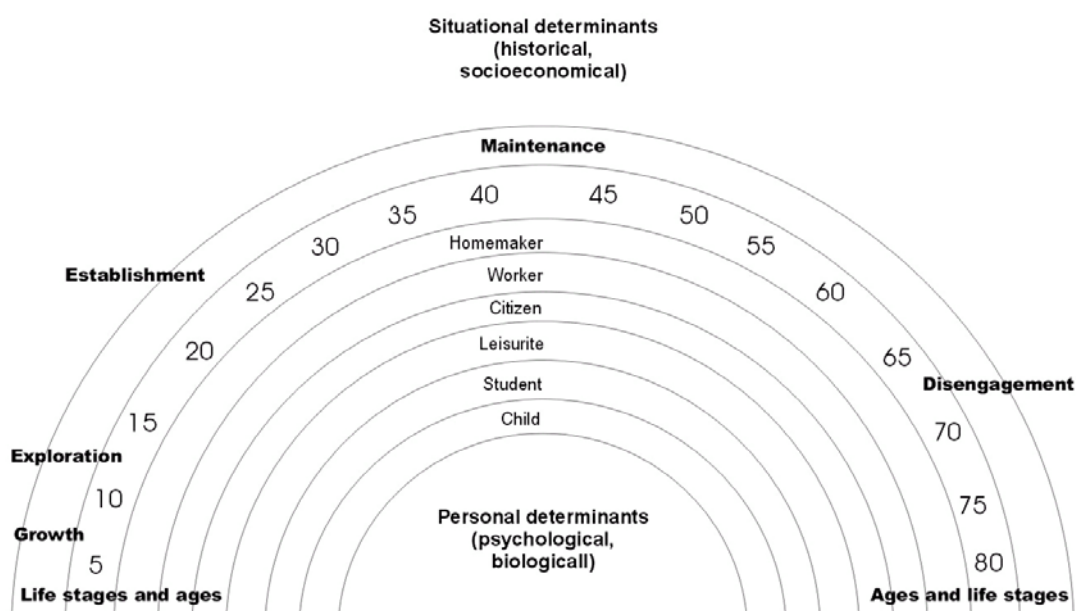 Situational determinants
(historical,
socioeconomical)
Maintenance
40 45
35 50
30 55
Homemaker
Establishment
Worker
25 60
Citizen
Leisurite
20 65
Student
Disengagement
Child
15 70
Exploration
10 75
Personal determinants
(psychological,
biologicall)
Growth
5 80
Life stages and ages
Ages and life stages